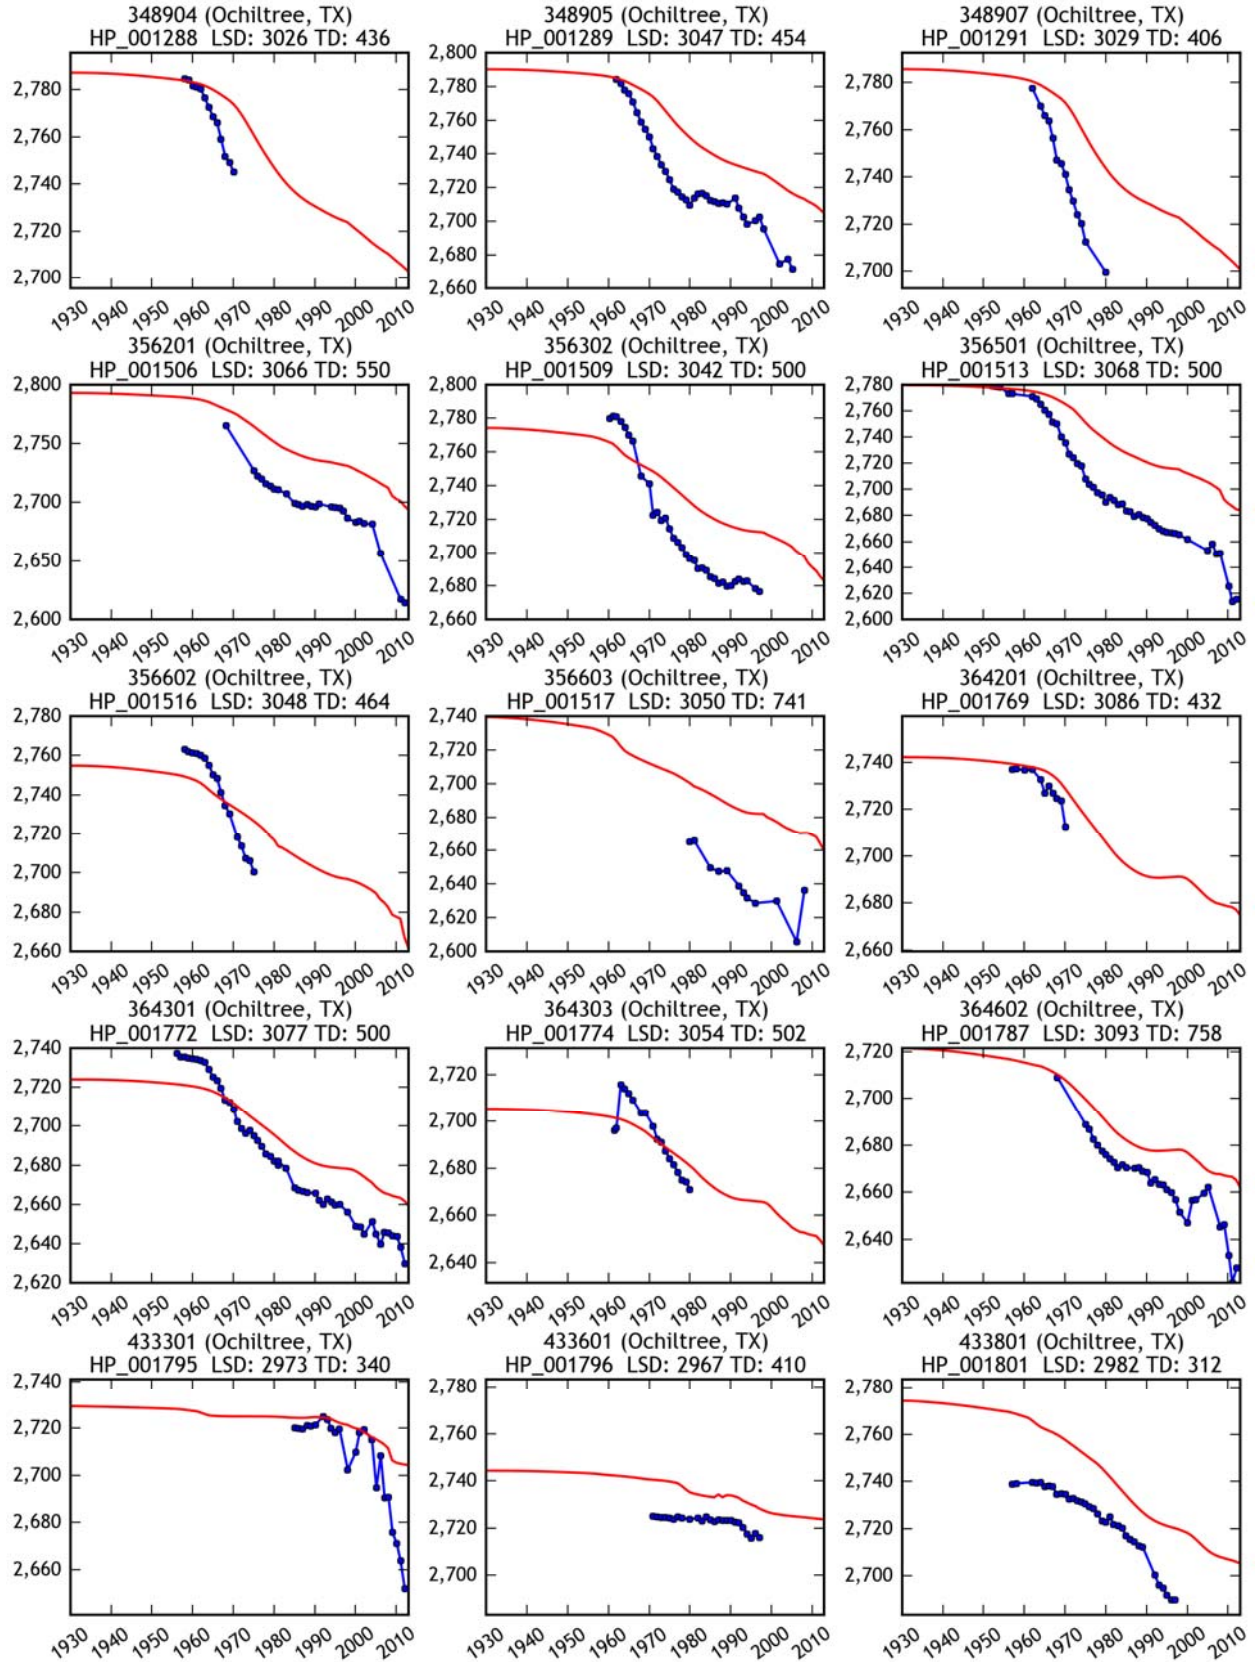 348904 (Ochiltree, TX)
HP_001288 LSD: 3026 TD: 436
2,780
2,760
2,740
2,720
2,700
1930 1940 1950 1960 1970 1980 1990 2000 2010
348905 (Ochiltree, TX)
HP_001289 LSD: 3047 TD: 454
2,800
2,780
2,760
2,740
2,720
2,700
2,680
2,660
1930 1940 1950 1960 1970 1980 1990 2000 2010
348907 (Ochiltree, TX)
HP_001291 LSD: 3029 TD: 406
2,780
2,760
2,740
2,720
2,700
1930 1940 1950 1960 1970 1980 1990 2000 2010
356201 (Ochiltree, TX)
HP_001506 LSD: 3066 TD: 550
2,800
2,750
2,700
2,650
2,600
1930 1940 1950 1960 1970 1980 1990 2000 2010
356302 (Ochiltree, TX)
HP_001509 LSD: 3042 TD: 500
2,800
2,780
2,760
2,740
2,720
2,700
2,680
2,660
1930 1940 1950 1960 1970 1980 1990 2000 2010
356501 (Ochiltree, TX)
HP_001513 LSD: 3068 TD: 500
2,780
2,760
2,740
2,720
2,700
2,680
2,660
2,640
2,620
2,600
1930 1940 1950 1960 1970 1980 1990 2000 2010
356602 (Ochiltree, TX)
HP_001516 LSD: 3048 TD: 464
2,780
2,760
2,740
2,720
2,700
2,680
2,660
1930 1940 1950 1960 1970 1980 1990 2000 2010
356603 (Ochiltree, TX)
HP_001517 LSD: 3050 TD: 741
2,740
2,720
2,700
2,680
2,660
2,640
2,620
2,600
1930 1940 1950 1960 1970 1980 1990 2000 2010
364201 (Ochiltree, TX)
HP_001769 LSD: 3086 TD: 432
2,740
2,720
2,700
2,680
2,660
1930 1940 1950 1960 1970 1980 1990 2000 2010
364301 (Ochiltree, TX)
HP_001772 LSD: 3077 TD: 500
2,740
2,720
2,700
2,680
2,660
2,640
2,620
1930 1940 1950 1960 1970 1980 1990 2000 2010
364303 (Ochiltree, TX)
HP_001774 LSD: 3054 TD: 502
2,720
2,700
2,680
2,660
2,640
1930 1940 1950 1960 1970 1980 1990 2000 2010
364602 (Ochiltree, TX)
HP_001787 LSD: 3093 TD: 758
2,720
2,700
2,680
2,660
2,640
1930 1940 1950 1960 1970 1980 1990 2000 2010
433301 (Ochiltree, TX)
HP_001795 LSD: 2973 TD: 340
2,740
2,720
2,700
2,680
2,660
1930 1940 1950 1960 1970 1980 1990 2000 2010
433601 (Ochiltree, TX)
HP_001796 LSD: 2967 TD: 410
2,780
2,760
2,740
2,720
2,700
1930 1940 1950 1960 1970 1980 1990 2000 2010
433801 (Ochiltree, TX)
HP_001801 LSD: 2982 TD: 312
2,780
2,760
2,740
2,720
2,700
1930 1940 1950 1960 1970 1980 1990 2000 2010